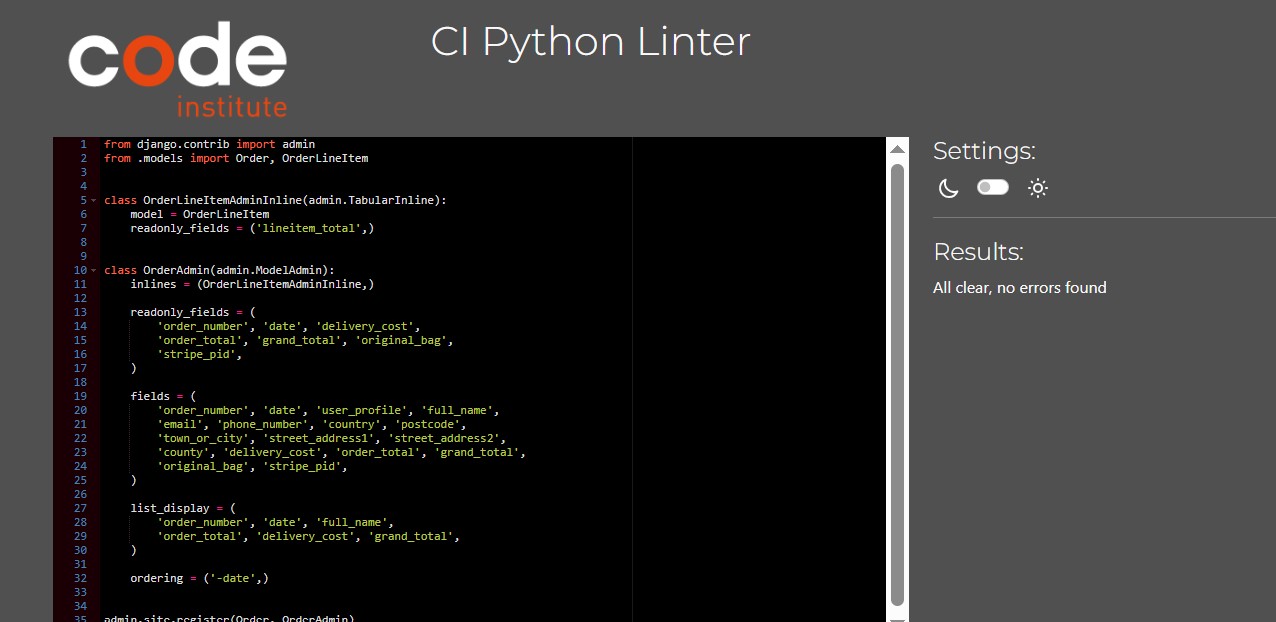 code
institute
CI Python Linter
1 from django.contrib import admin
2 from .models import Order, OrderLineItem
3
4
5 class OrderLineItemAdminInline(admin.TabularInline):
6     model = OrderLineItem
7     readonly_fields = ('lineitem_total',)
8
9
10 class OrderAdmin(admin.ModelAdmin):
11     inlines = (OrderLineItemAdminInline,)
12
13     readonly_fields = (
14         'order_number', 'date', 'delivery_cost',
15         'order_total', 'grand_total', 'original_bag',
16         'stripe_pid',
17     )
18
19     fields = (
20         'order_number', 'date', 'user_profile', 'full_name',
21         'email', 'phone_number', 'country', 'postcode',
22         'town_or_city', 'street_address1', 'street_address2',
23         'county', 'delivery_cost', 'order_total', 'grand_total',
24         'original_bag', 'stripe_pid',
25     )
26
27     list_display = (
28         'order_number', 'date', 'full_name',
29         'order_total', 'delivery_cost', 'grand_total',
30     )
31
32     ordering = ('-date',)
33
34
35 admin.site.register(Order, OrderAdmin)
Settings:
Results:
All clear, no errors found